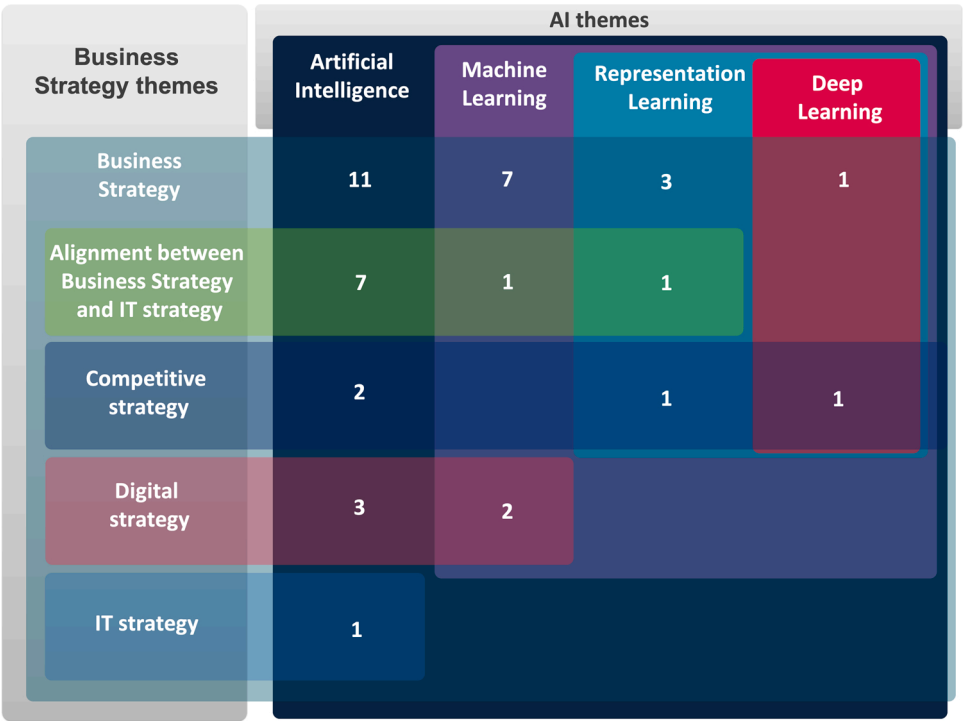 AI themes
Business
Strategy themes
Artificial
Intelligence
Machine
Learning
Representation
Learning
Deep
Learning
Business
Strategy
11
7
3
1
Alignment between
Business Strategy
and IT strategy
7
1
1
Competitive
strategy
2
1
1
Digital
strategy
3
2
IT strategy
1